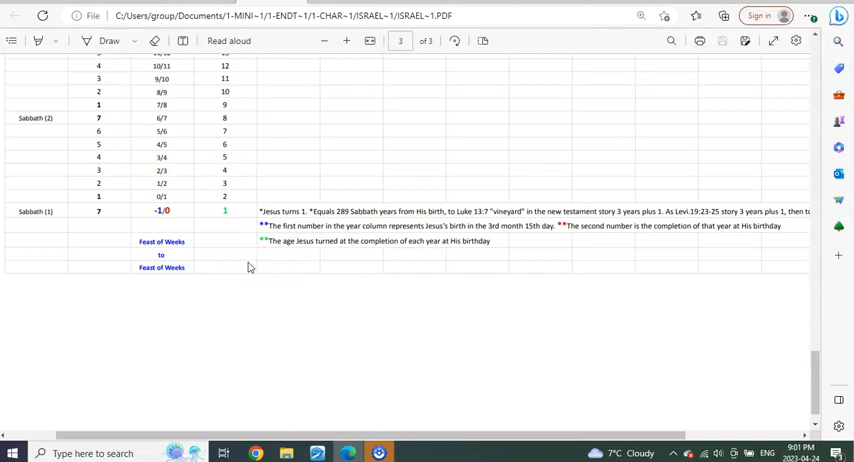 File
C:/Users/group/Documents/1-MINI~1/1-ENDT~1/1-CHAR~1/ISRAEL~1/ISRAEL~1.PDF
Sign in
Draw
Read aloud
3 of 3
4 10/11 12
3 9/10 11
2 8/9 10
1 7/8 9
Sabbath (2) 7 6/7 8
6 5/6 7
5 4/5 6
4 3/4 5
3 2/3 4
2 1/2 3
1 0/1 2
Sabbath (1) 7 -1/0 1 *Jesus turns 1. *Equals 289 Sabbath years from His birth, to Luke 13:7 "vineyard" in the new testament story 3 years plus 1. As Levi.19:23-25 story 3 years plus 1, then to
**The first number in the year column represents Jesus's birth in the 3rd month 15th day. **The second number is the completion of that year at His birthday
Feast of Weeks **The age Jesus turned at the completion of each year at His birthday
to
Feast of Weeks
Type here to search
7°C Cloudy
ENG
9:01 PM
2023-04-24